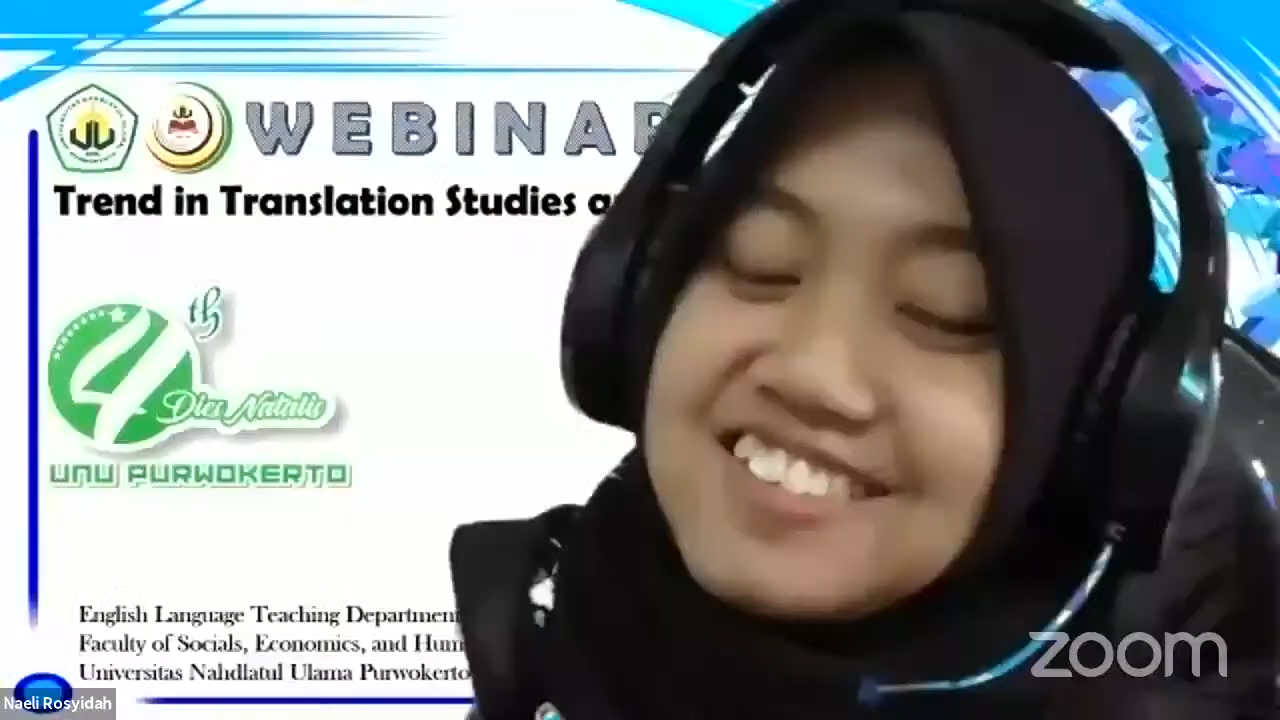 WEBINAR
Trend in Translation Studies a
th
4
Dies Natalis
UNU PURWOKERTO
English Language Teaching Department
Faculty of Socials, Economics, and Hum
Universitas Nahdlatul Ulama Purwokerto
zoom
Naeli Rosyidah